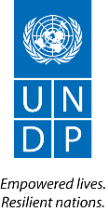 U N
D P
Empowered lives.
Resilient nations.